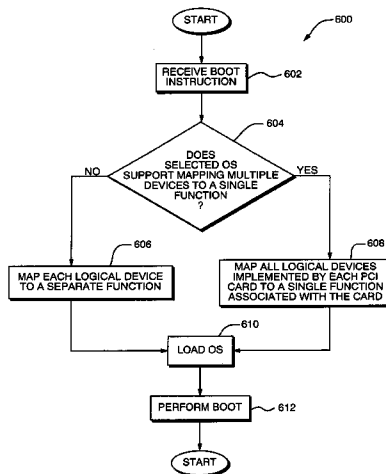 START
600
RECEIVE BOOT
INSTRUCTION
602
604
DOES
SELECTED OS
SUPPORT MAPPING MULTIPLE
DEVICES TO A SINGLE
FUNCTION
?
NO
YES
606
MAP EACH LOGICAL DEVICE
TO A SEPARATE FUNCTION
608
MAP ALL LOGICAL DEVICES
IMPLEMENTED BY EACH PCI
CARD TO A SINGLE FUNCTION
ASSOCIATED WITH THE CARD
610
LOAD OS
PERFORM BOOT
612
START